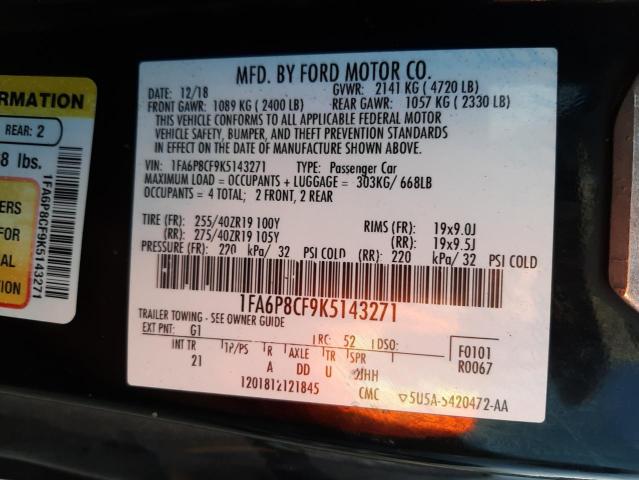 MFD. BY FORD MOTOR CO.
12/18 GVWR: 2141 KG ( 4720 LB)
FRONT GAWR: 1089 KG ( 2400 LB) REAR GAWR: 1057 KG ( 2330 LB)
THIS VEHICLE CONFORMS TO ALL APPLICABLE FEDERAL MOTOR
VEHICLE SAFETY, BUMPER, AND THEFT PREVENTION STANDARDS
IN EFFECT ON THE DATE OF MANUFACTURE SHOWN ABOVE.
VIN: 1FA6P8CF9K5143271 TYPE: Passenger Car
MAXIMUM LOAD = OCCUPANTS + LUGGAGE = 303KG/ 668LB
OCCUPANTS = 4 TOTAL; 2 FRONT, 2 REAR
TIRE (FR): 255/40ZR19 100Y RIMS (FR): 19x9.0J
(RR): 275/40ZR19 105Y (RR): 19x9.5J
PRESSURE (FR): 220 kPa/ 32 PSI COLD (RR) 220 kPa/ 32 PSI COLD
1FA6P8CF9K5143271
TRAILER TOWING - SEE OWNER GUIDE
EXT PNT: G1 RC: 52 DSO: F0101
INT TR TP/PS R AXLE TR SPR R0067
21 A DD U JJHH
1201812121845 CMC ▽5U5A-5420472-AA
ORMATION
REAR: 2
8 lbs.
ERS
FOR
AL
TION
1FA6P8CF9K5143271